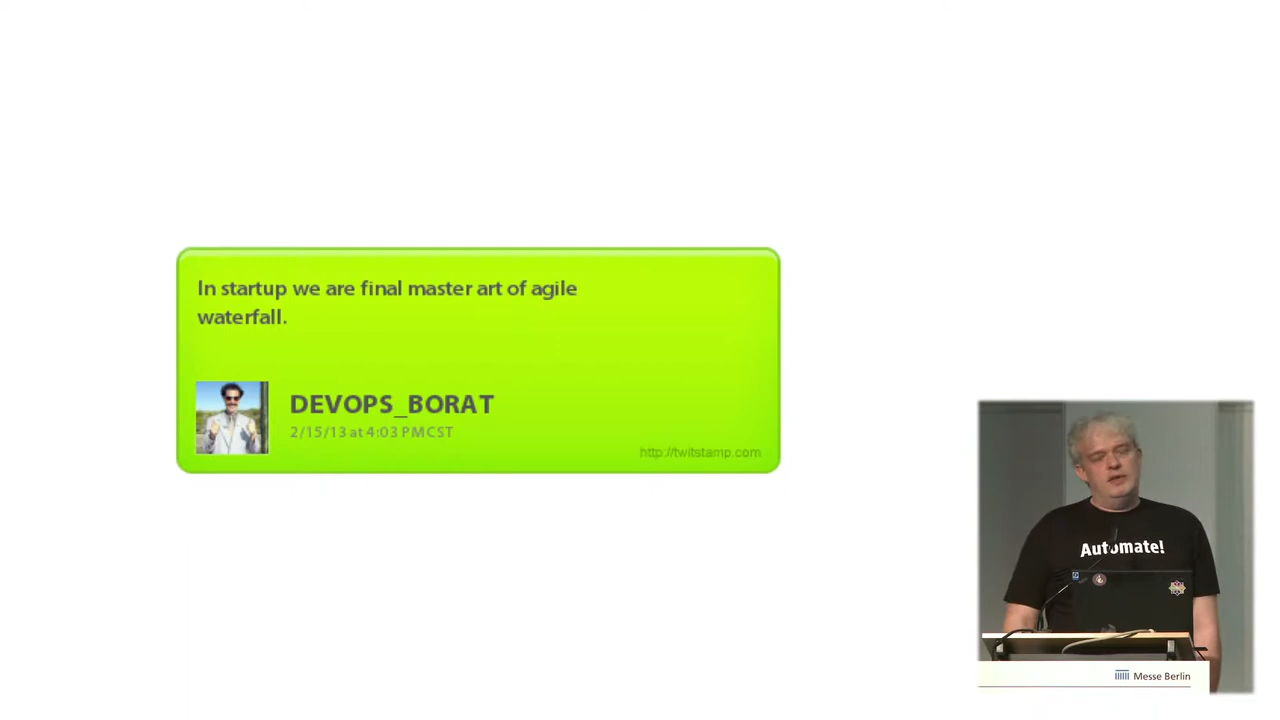 In startup we are final master art of agile
waterfall.
DEVOPS_BORAT
2/15/13 at 4:03 PM CST
http://twitstamp.com
Automate!
Messe Berlin